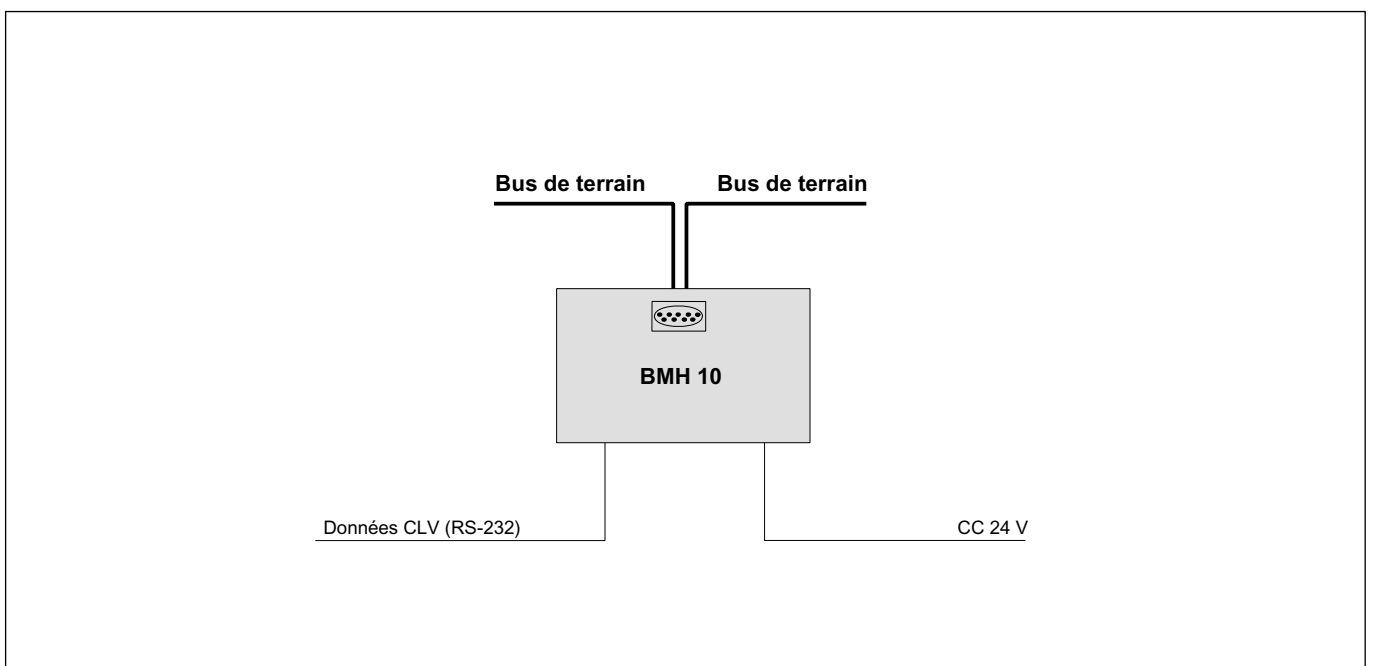 Bus de terrain
Bus de terrain
BMH 10
Données CLV (RS-232)
CC 24 V